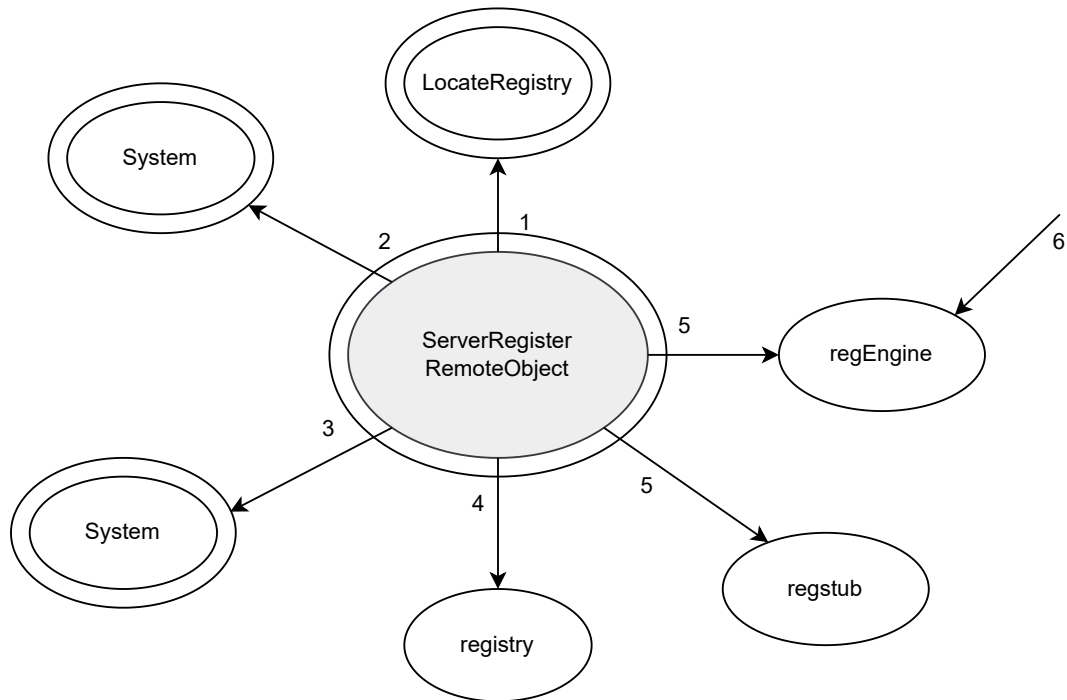 LocateRegistry
System
1
2
6
ServerRegister
RemoteObject
5
regEngine
3
System
4
5
registry
regstub